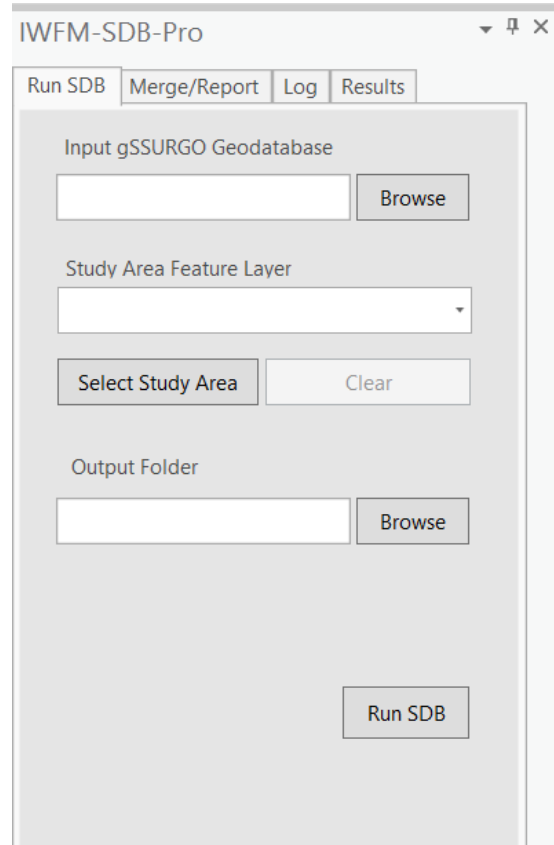 IWFM-SDB-Pro
Run SDB Merge/Report Log Results
Input gSSURGO Geodatabase
Browse
Study Area Feature Layer
Select Study Area Clear
Output Folder
Browse
Run SDB